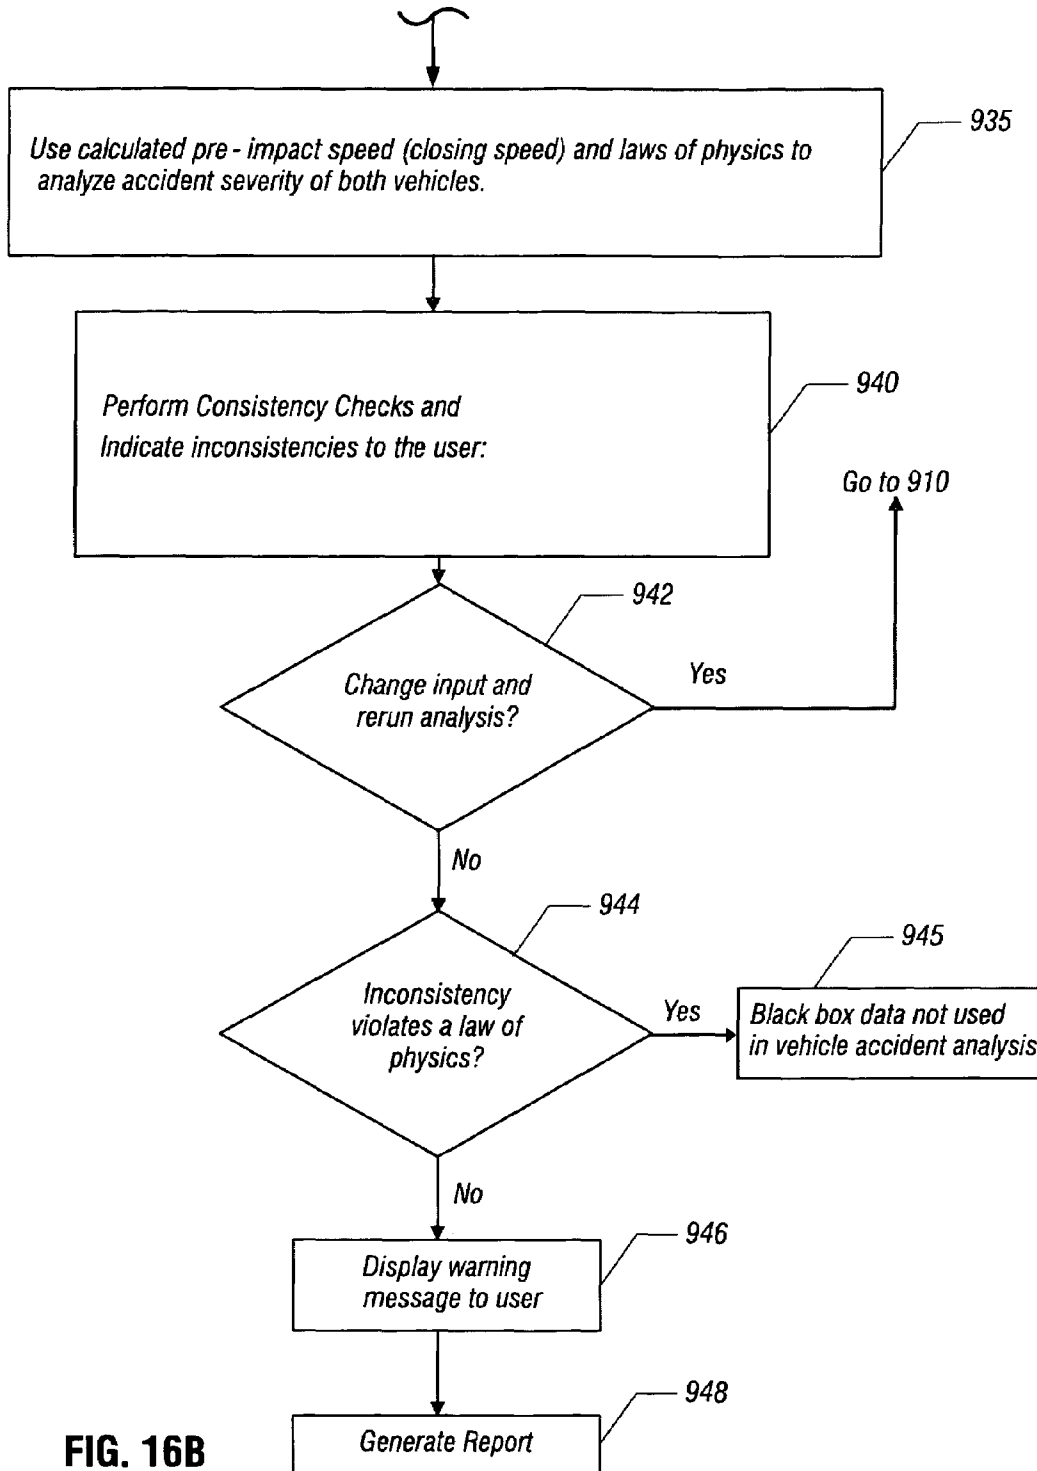 935
Use calculated pre - impact speed (closing speed) and laws of physics to
analyze accident severity of both vehicles.
940
Perform Consistency Checks and
Indicate inconsistencies to the user:
Go to 910
942
Change input and
rerun analysis?
Yes
No
944
Inconsistency
violates a law of
physics?
Yes
945
Black box data not used
in vehicle accident analysis
No
946
Display warning
message to user
948
Generate Report
FIG. 16B